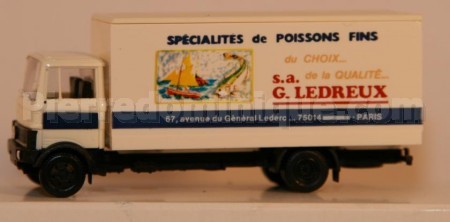 SPÉCIALITES de POISSONS FINS
du CHOIX...
s.a. de la QUALITÉ...
G. LEDREUX
67, avenue du Général Leclerc...75014 PARIS